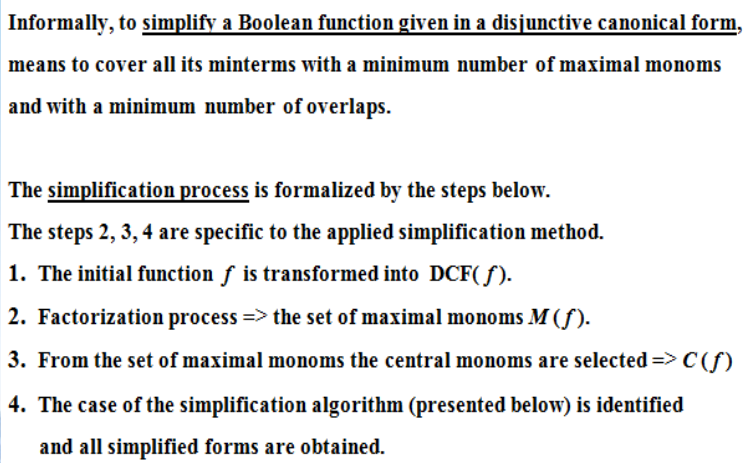 Informally, to simplify a Boolean function given in a disjunctive canonical form,
means to cover all its minterms with a minimum number of maximal monoms
and with a minimum number of overlaps.
The simplification process is formalized by the steps below.
The steps 2, 3, 4 are specific to the applied simplification method.
1. The initial function f is transformed into DCF(f).
2. Factorization process => the set of maximal monoms M(f).
3. From the set of maximal monoms the central monoms are selected => C(f)
4. The case of the simplification algorithm (presented below) is identified
and all simplified forms are obtained.